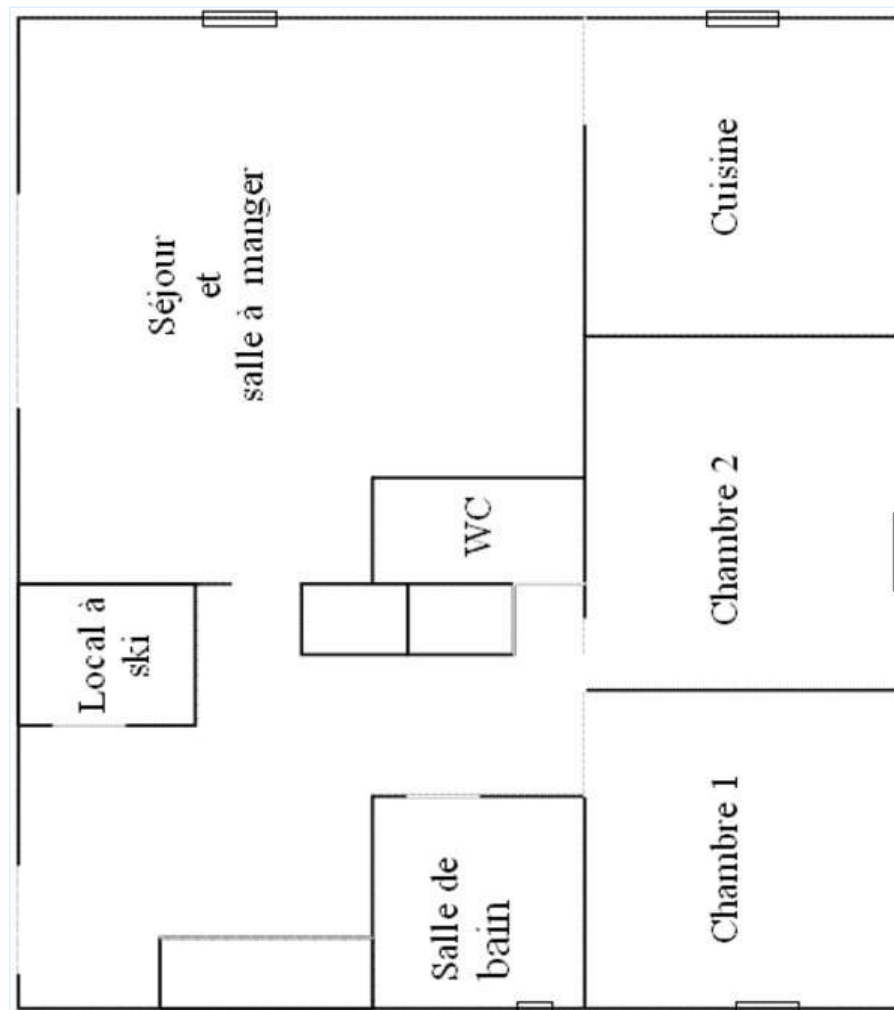 Séjour
et
salle à manger
Cuisine
WC
Chambre 2
Local à
ski
Salle de
bain
Chambre 1